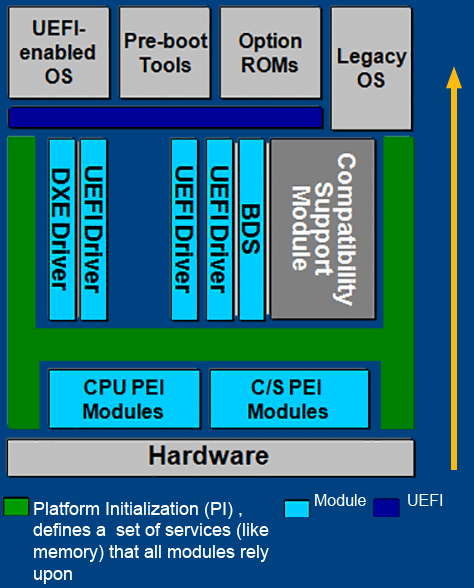 UEFI-
enabled
OS
Pre-boot
Tools
Option
ROMs
Legacy
OS
DXE Driver
UEFI Driver
UEFI Driver
UEFI Driver
BDS
Compatibility
Support
Module
CPU PEI
Modules
C/S PEI
Modules
Hardware
Platform Initialization (PI) ,
defines a set of services (like
memory) that all modules rely
upon
Module
UEFI